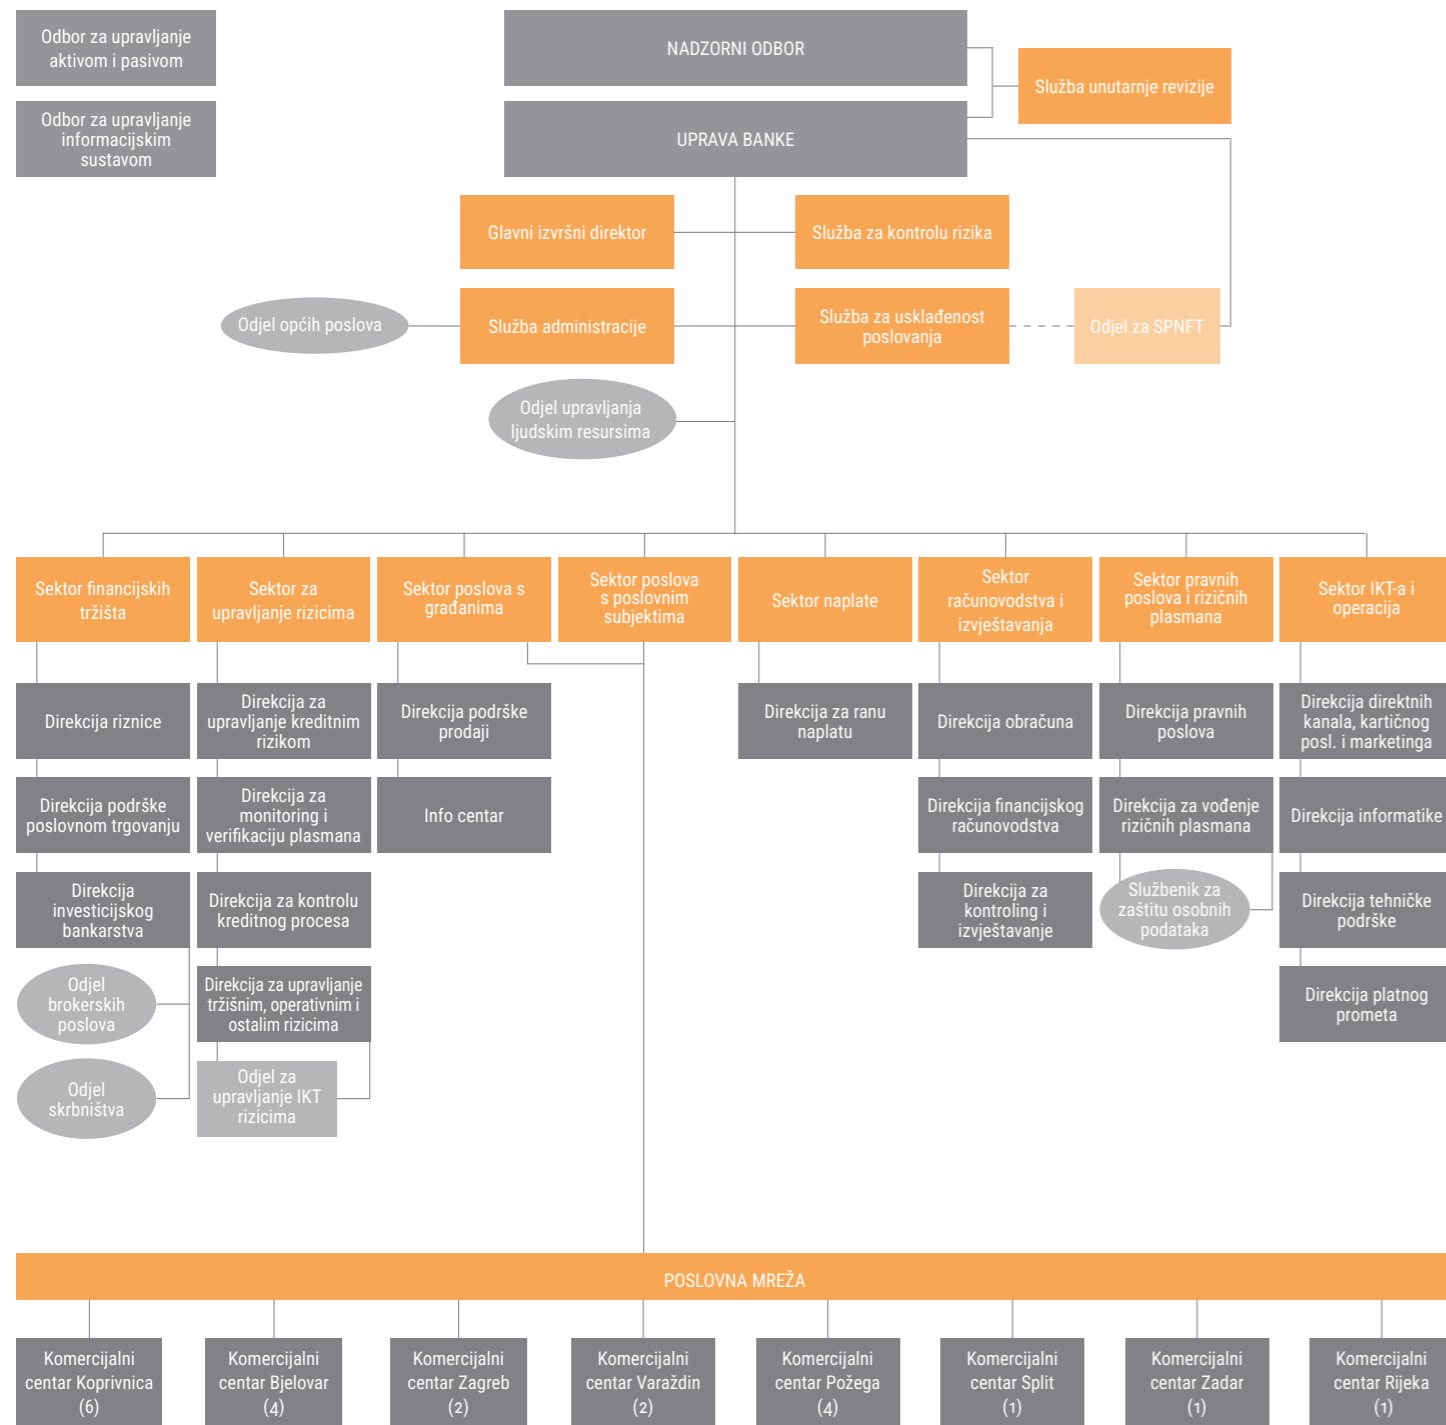 Odbor za upravljanje
aktivom i pasivom
NADZORNI ODBOR
Služba unutarnje revizije
Odbor za upravljanje
informacijskim
sustavom
UPRAVA BANKE
Glavni izvršni direktor
Služba za kontrolu rizika
Odjel općih poslova
Služba administracije
Služba za usklađenost
poslovanja
Odjel za SPNFT
Odjel upravljanja
ljudskim resursima
Sektor financijskih
tržišta
Sektor za
upravljanje rizicima
Sektor poslova s
građanima
Sektor poslova
s poslovnim
subjektima
Sektor naplate
Sektor
računovodstva i
izvještavanja
Sektor pravnih
poslova i rizičnih
plasmana
Sektor IKT-a i
operacija
Direkcija riznice
Direkcija za
upravljanje kreditnim
rizikom
Direkcija podrške
prodaji
Direkcija za ranu
naplatu
Direkcija obračuna
Direkcija pravnih
poslova
Direkcija direktnih
kanala, kartičnog
posl. i marketinga
Direkcija podrške
poslovnom trgovanju
Direkcija za
monitoring i
verifikaciju plasmana
Info centar
Direkcija financijskog
računovodstva
Direkcija za vođenje
rizičnih plasmana
Direkcija informatike
Direkcija
investicijskog
bankarstva
Direkcija za kontrolu
kreditnog procesa
Direkcija za
kontroling i
izvještavanje
Službenik za
zaštitu osobnih
podataka
Direkcija tehničke
podrške
Odjel
brokerskih
poslova
Direkcija za upravljanje
tržišnim, operativnim i
ostalim rizicima
Direkcija platnog
prometa
Odjel
skrbništva
Odjel za
upravljanje IKT
rizicima
POSLOVNA MREŽA
Komercijalni
centar Koprivnica
(6)
Komercijalni
centar Bjelovar
(4)
Komercijalni
centar Zagreb
(2)
Komercijalni
centar Varaždin
(2)
Komercijalni
centar Požega
(4)
Komercijalni
centar Split
(1)
Komercijalni
centar Zadar
(1)
Komercijalni
centar Rijeka
(1)